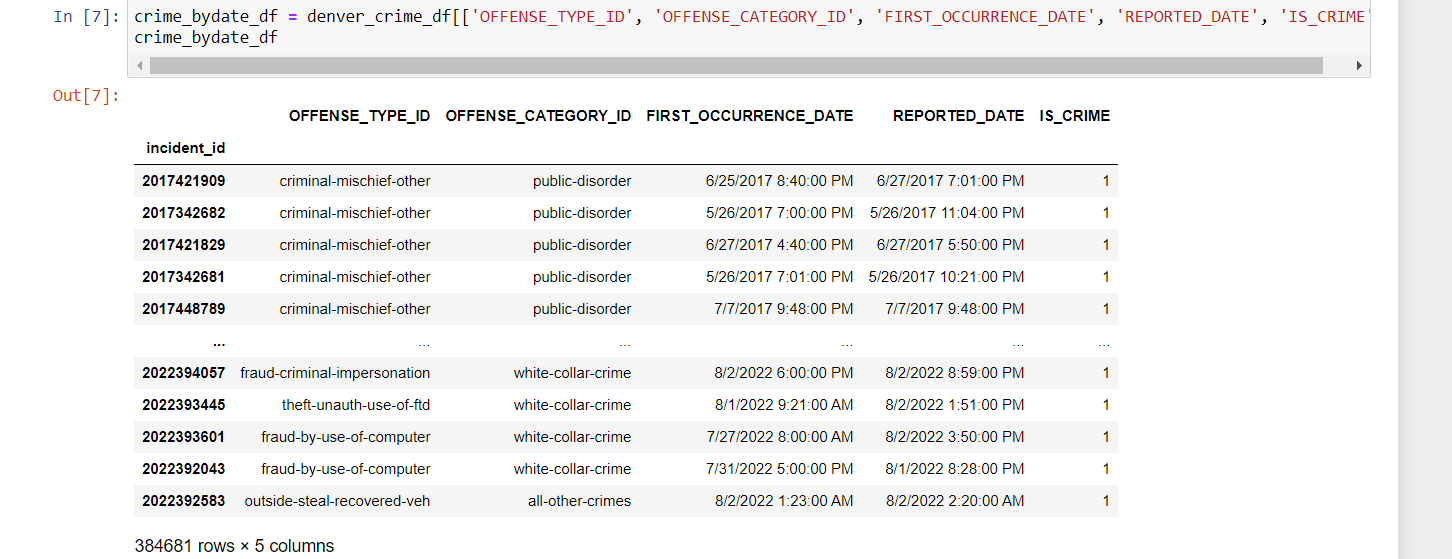 In [7]: crime_bydate_df = denver_crime_df[['OFFENSE_TYPE_ID', 'OFFENSE_CATEGORY_ID', 'FIRST_OCCURRENCE_DATE', 'REPORTED_DATE', 'IS_CRIME'
crime_bydate_df
Out[7]:
OFFENSE_TYPE_ID OFFENSE_CATEGORY_ID FIRST_OCCURRENCE_DATE REPORTED_DATE IS_CRIME
incident_id
2017421909 criminal-mischief-other public-disorder 6/25/2017 8:40:00 PM 6/27/2017 7:01:00 PM 1
2017342682 criminal-mischief-other public-disorder 5/26/2017 7:00:00 PM 5/26/2017 11:04:00 PM 1
2017421829 criminal-mischief-other public-disorder 6/27/2017 4:40:00 PM 6/27/2017 5:50:00 PM 1
2017342681 criminal-mischief-other public-disorder 5/26/2017 7:01:00 PM 5/26/2017 10:21:00 PM 1
2017448789 criminal-mischief-other public-disorder 7/7/2017 9:48:00 PM 7/7/2017 9:48:00 PM 1
... ... ... ... ... ...
2022394057 fraud-criminal-impersonation white-collar-crime 8/2/2022 6:00:00 PM 8/2/2022 8:59:00 PM 1
2022393445 theft-unauth-use-of-ftd white-collar-crime 8/1/2022 9:21:00 AM 8/2/2022 1:51:00 PM 1
2022393601 fraud-by-use-of-computer white-collar-crime 7/27/2022 8:00:00 AM 8/2/2022 3:50:00 PM 1
2022392043 fraud-by-use-of-computer white-collar-crime 7/31/2022 5:00:00 PM 8/1/2022 8:28:00 PM 1
2022392583 outside-steal-recovered-veh all-other-crimes 8/2/2022 1:23:00 AM 8/2/2022 2:20:00 AM 1
384681 rows × 5 columns